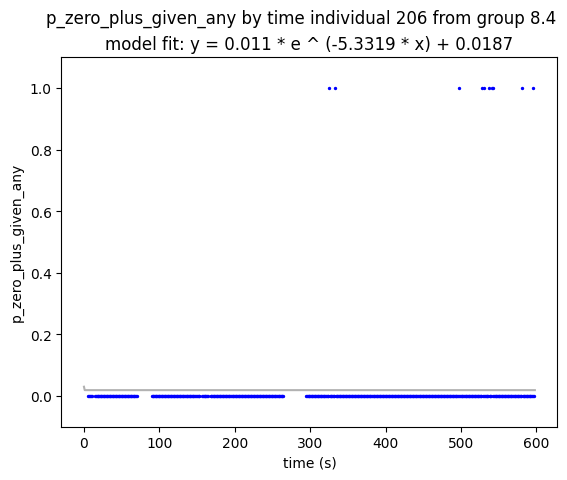 p_zero_plus_given_any by time individual 206 from group 8.4
model fit: y = 0.011 * e ^ (-5.3319 * x) + 0.0187
1.0
0.8
0.6
0.4
0.2
0.0
p_zero_plus_given_any
0 100 200 300 400 500 600
time (s)